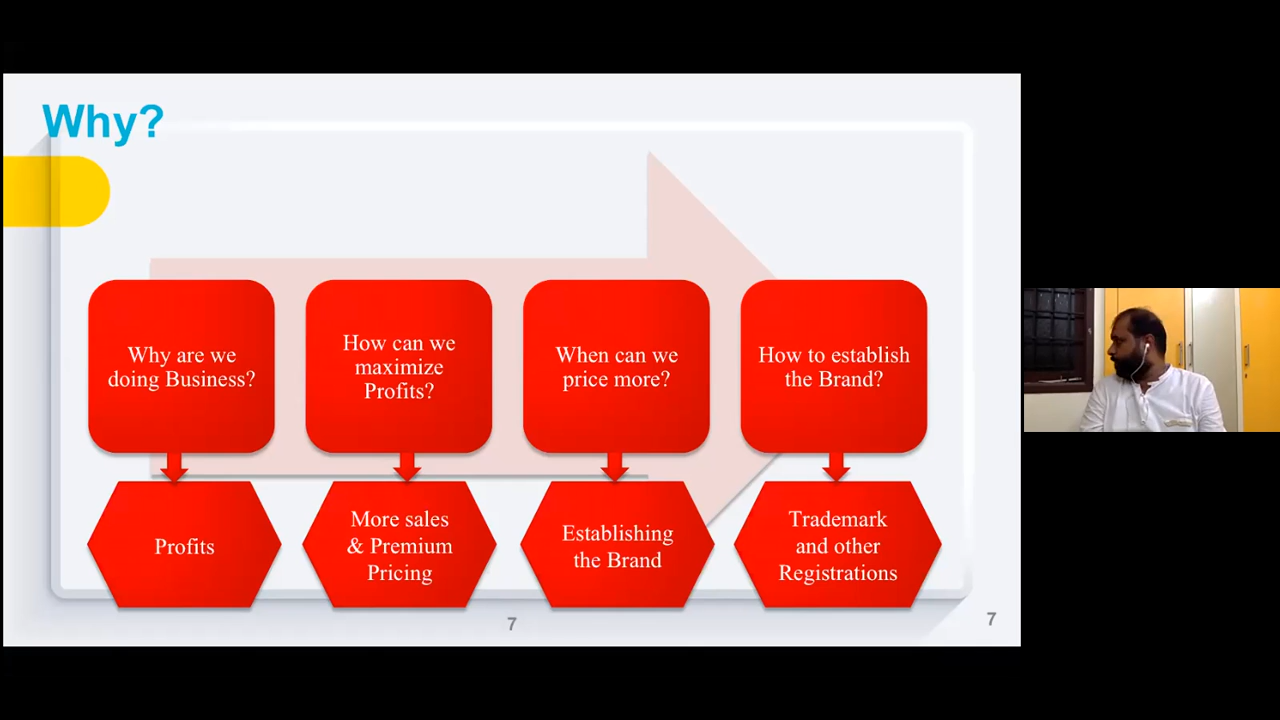 Why?
Why are we
doing Business?
How can we
maximize
Profits?
When can we
price more?
How to establish
the Brand?
Profits
More sales
& Premium
Pricing
Establishing
the Brand
Trademark
and other
Registrations
7
7